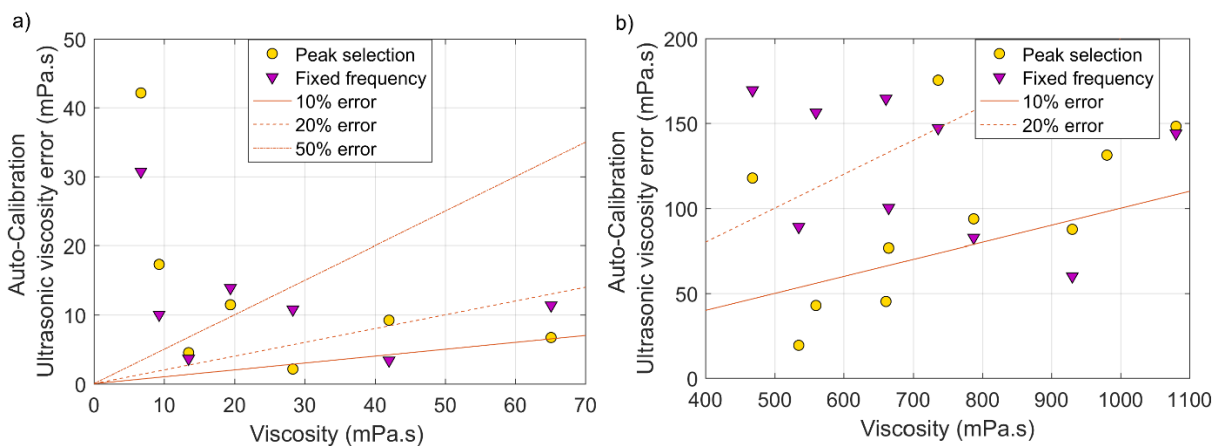 a)
50
40
30
20
10
0
0 10 20 30 40 50 60 70
Auto-Calibration
Ultrasonic viscosity error (mPa.s)
Viscosity (mPa.s)
Peak selection
Fixed frequency
10% error
20% error
50% error
b)
200
150
100
50
0
400 500 600 700 800 900 1000 1100
Auto-Calibration
Ultrasonic viscosity error (mPa.s)
Viscosity (mPa.s)
Peak selection
Fixed frequency
10% error
20% error